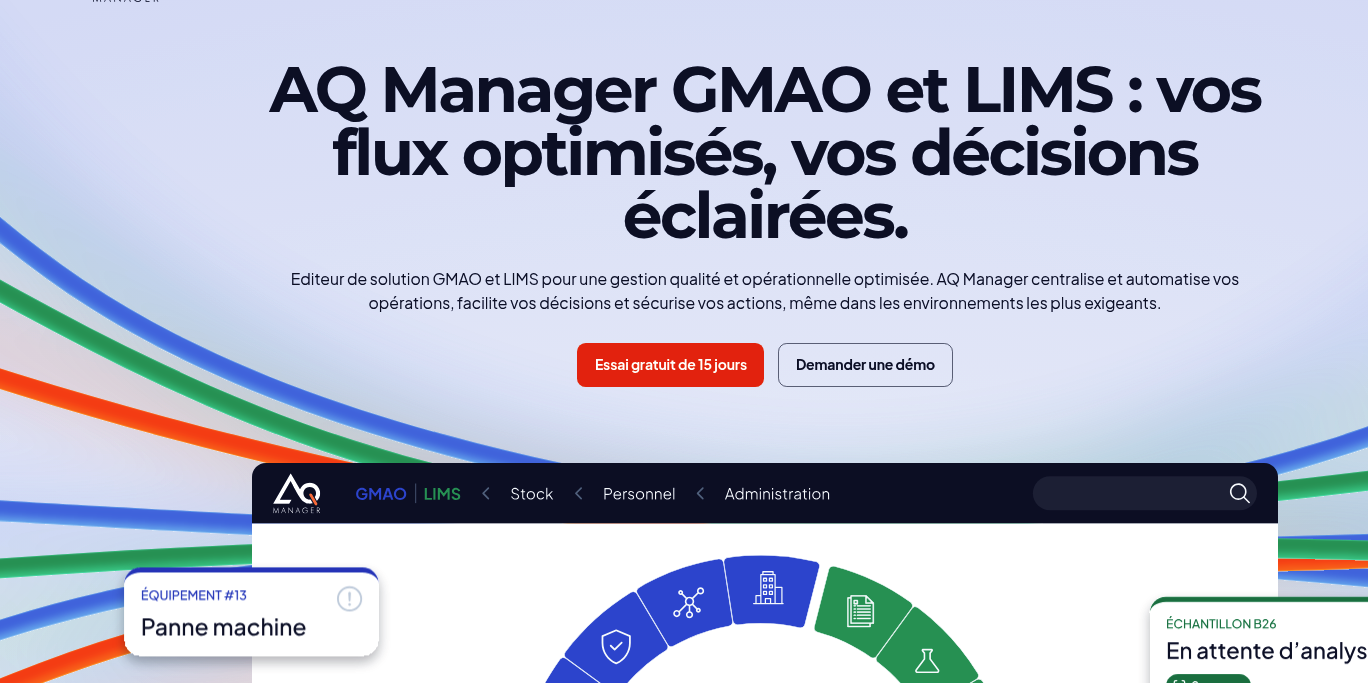 MANAGER
AQ Manager GMAO et LIMS : vos
flux optimisés, vos décisions
éclairées.
Editeur de solution GMAO et LIMS pour une gestion qualité et opérationnelle optimisée. AQ Manager centralise et automatise vos
opérations, facilite vos décisions et sécurise vos actions, même dans les environnements les plus exigeants.
Essai gratuit de 15 jours
Demander une démo
AQ
MANAGER
GMAO | LIMS
Stock
Personnel
Administration
ÉQUIPEMENT #13
Panne machine
ÉCHANTILLON B26
En attente d’analys